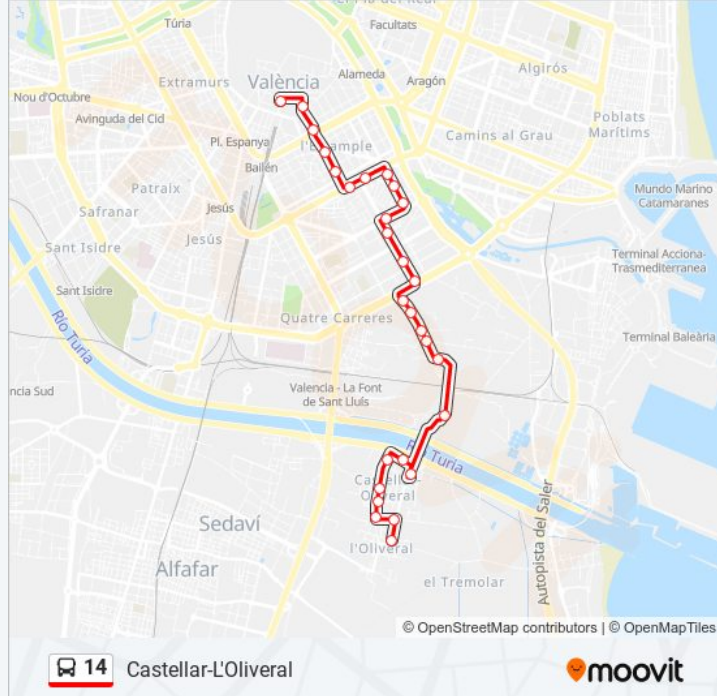 El Pla del Real
Túria
València
Alameda
Algirós
Extramurs
Aragón
Nou d'Octubre
Avinguda del Cid
Poblats
Marítims
Camins al Grau
Pl. Espanya
l'Eixample
Bailén
Patraix
Mundo Marino
Catamaranes
Safranar
Jesús
Jesús
Sant Isidre
Terminal Acciona-
Trasmediterranea
Sant Isidre
Río Turia
Quatre Carreres
Terminal Baleària
ncia Sud
Valencia - La Font
de Sant Lluís
Río Turia
Castellar-
Oliveral
Sedaví
l'Oliveral
Autopista del Saler
Alfafar
el Tremolar
© OpenStreetMap contributors | © OpenMapTiles
14 Castellar-L'Oliveral
moovit